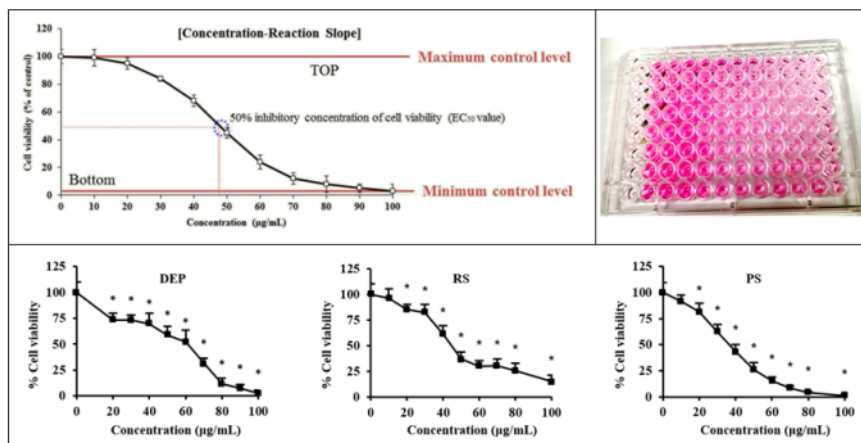 [Concentration-Reaction Slope]
Maximum control level
TOP
50% inhibitory concentration of cell viability (EC50 value)
Bottom
Minimum control level
Cell viability (% of control)
120
100
80
60
40
20
0
0 10 20 30 40 50 60 70 80 90 100
Concentration (µg/mL)
DEP
% Cell viability
125
100
75
50
25
0
* * * * * * * * *
0 20 40 60 80 100
Concentration (µg/mL)
RS
% Cell viability
125
100
75
50
25
0
* * * * * * * *
0 20 40 60 80 100
Concentration (µg/mL)
PS
% Cell viability
125
100
75
50
25
0
* * * * * * * *
0 20 40 60 80 100
Concentration (µg/mL)